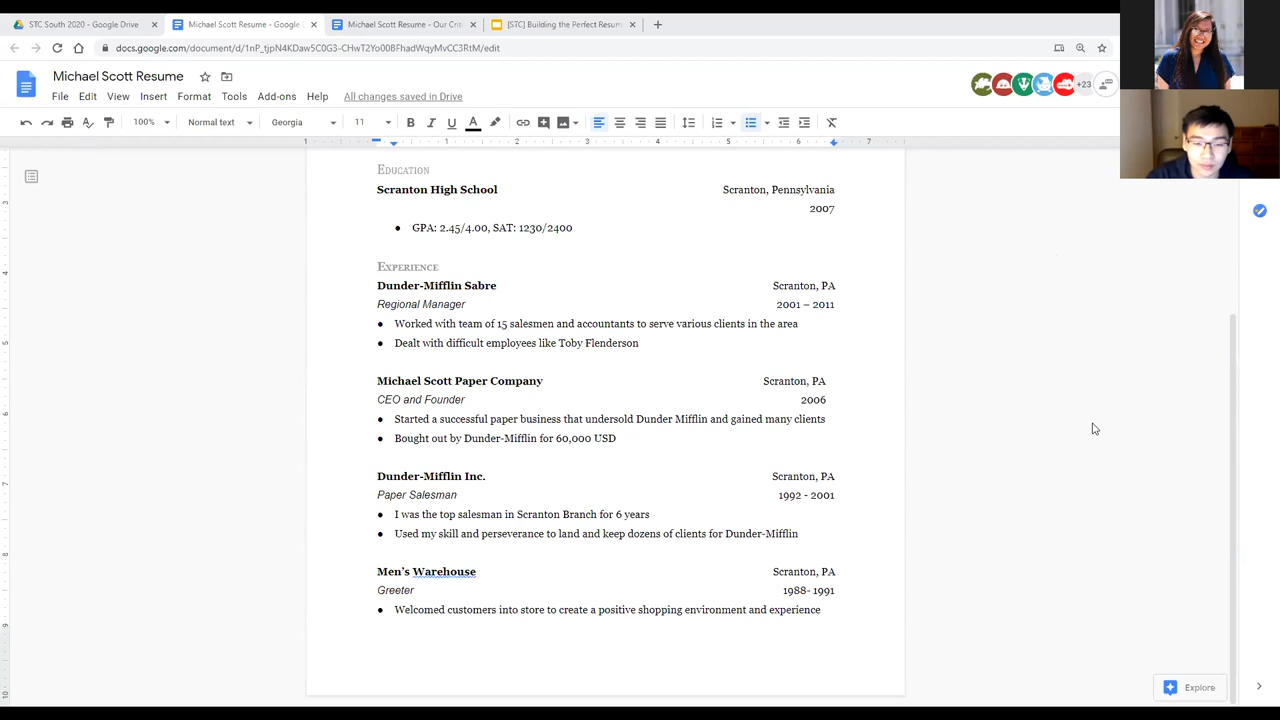 STC South 2020 - Google Drive
Michael Scott Resume - Google
Michael Scott Resume - Our Crit
[STC] Building the Perfect Resum
docs.google.com/document/d/1nP_tjpN4KDaw5C0G3-CHwT2Yo00BFhadWqyMvCC3RtM/edit
Michael Scott Resume
+23
File Edit View Insert Format Tools Add-ons Help All changes saved in Drive
100% Normal text Georgia 11
1 1 2 3 4 5 6 7
Education
Scranton High School Scranton, Pennsylvania
2007
● GPA: 2.45/4.00, SAT: 1230/2400
Experience
Dunder-Mifflin Sabre Scranton, PA
Regional Manager 2001 – 2011
● Worked with team of 15 salesmen and accountants to serve various clients in the area
● Dealt with difficult employees like Toby Flenderson
Michael Scott Paper Company Scranton, PA
CEO and Founder 2006
● Started a successful paper business that undersold Dunder Mifflin and gained many clients
● Bought out by Dunder-Mifflin for 60,000 USD
Dunder-Mifflin Inc. Scranton, PA
Paper Salesman 1992 - 2001
● I was the top salesman in Scranton Branch for 6 years
● Used my skill and perseverance to land and keep dozens of clients for Dunder-Mifflin
Men's Warehouse Scranton, PA
Greeter 1988- 1991
● Welcomed customers into store to create a positive shopping environment and experience
Explore